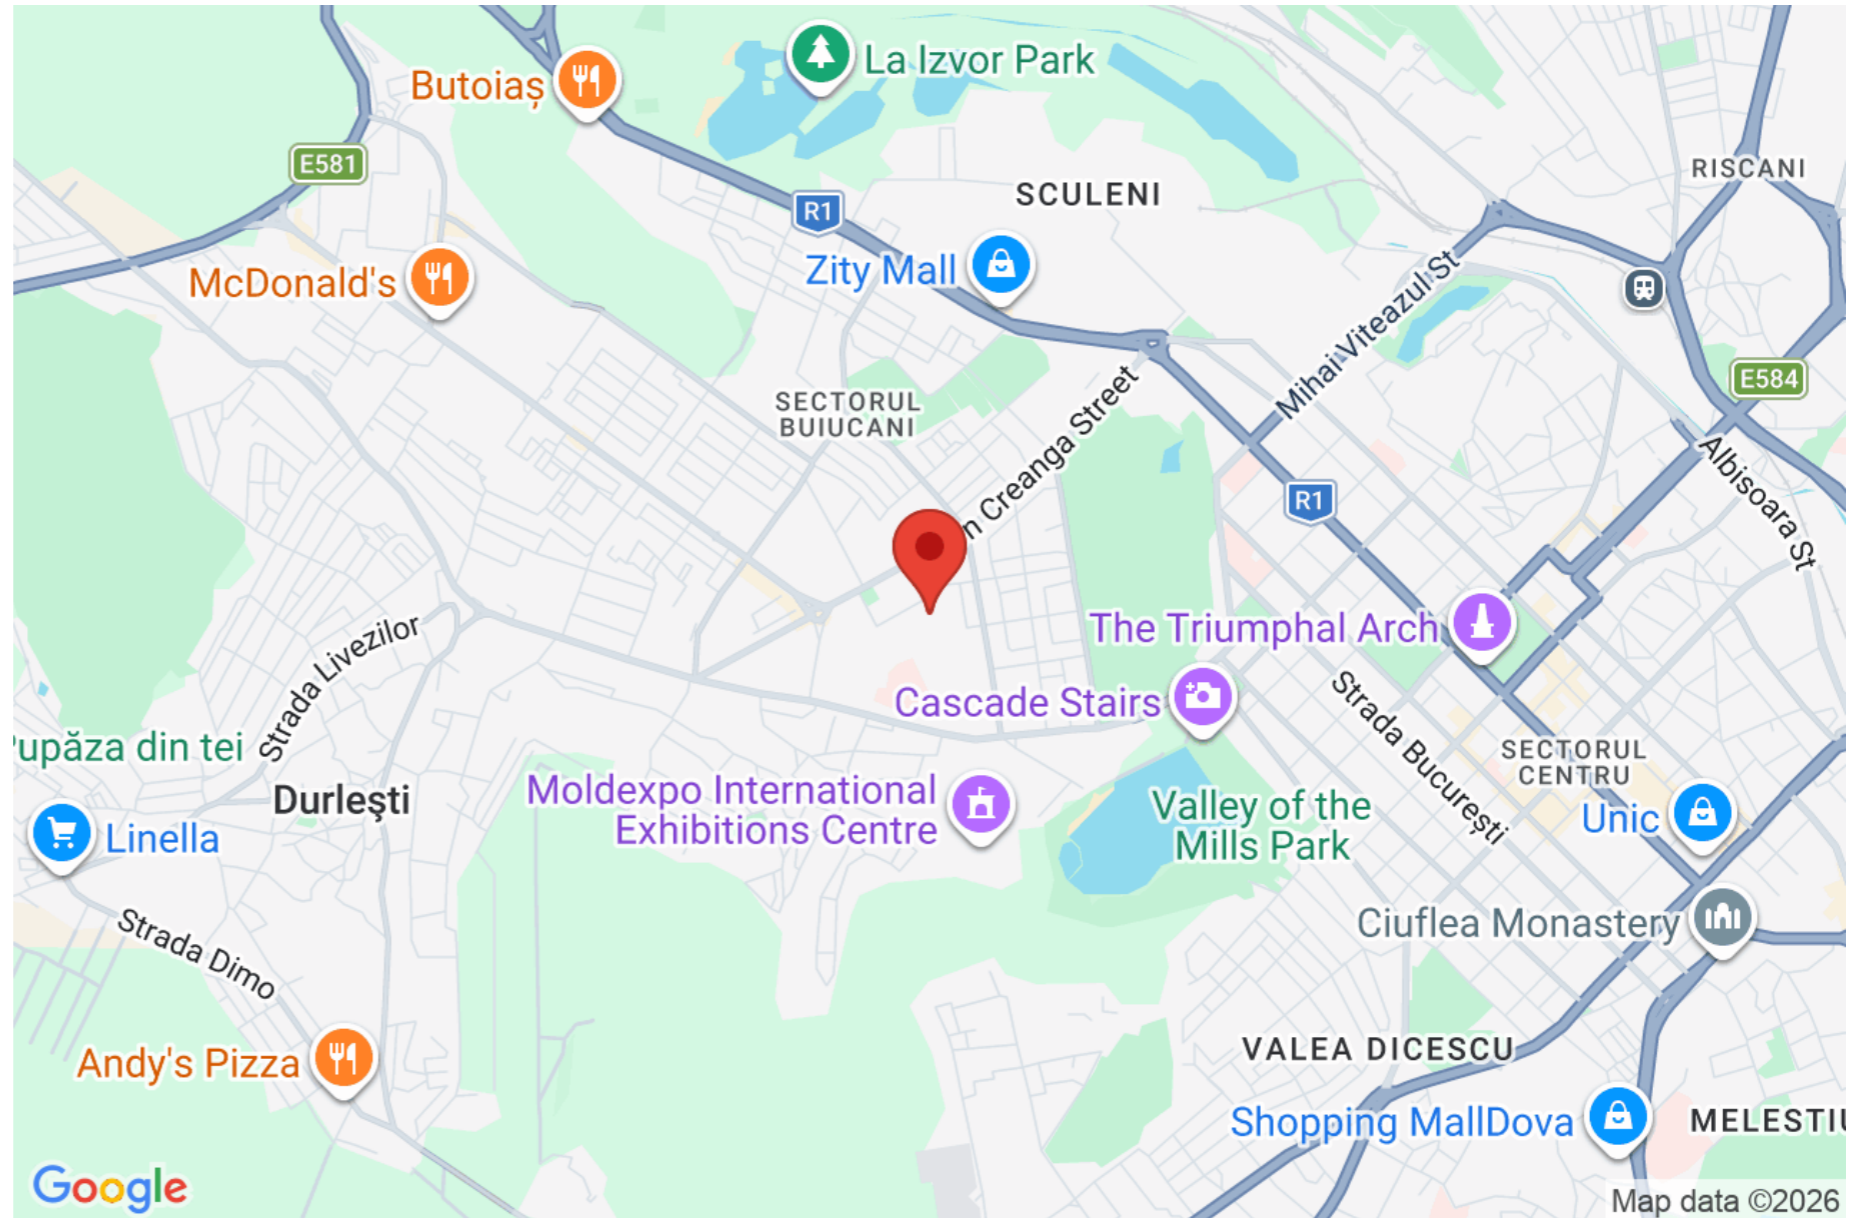 La Izvor Park
Butoiaș
E581
RISCANI
SCULENI
R1
Zity Mall
McDonald's
Mihai Viteazul St
E584
SECTORUL
BUIUCANI
n Creanga Street
R1
Albisoara St
The Triumphal Arch
Strada Livezilor
Cascade Stairs
Strada București
Pupăza din tei
SECTORUL
CENTRU
Durleşti
Moldexpo International
Exhibitions Centre
Valley of the
Mills Park
Unic
Linella
Ciuflea Monastery
Strada Dimo
VALEA DICESCU
Andy's Pizza
Shopping MallDova
MELESTIU
Google
Map data ©2026